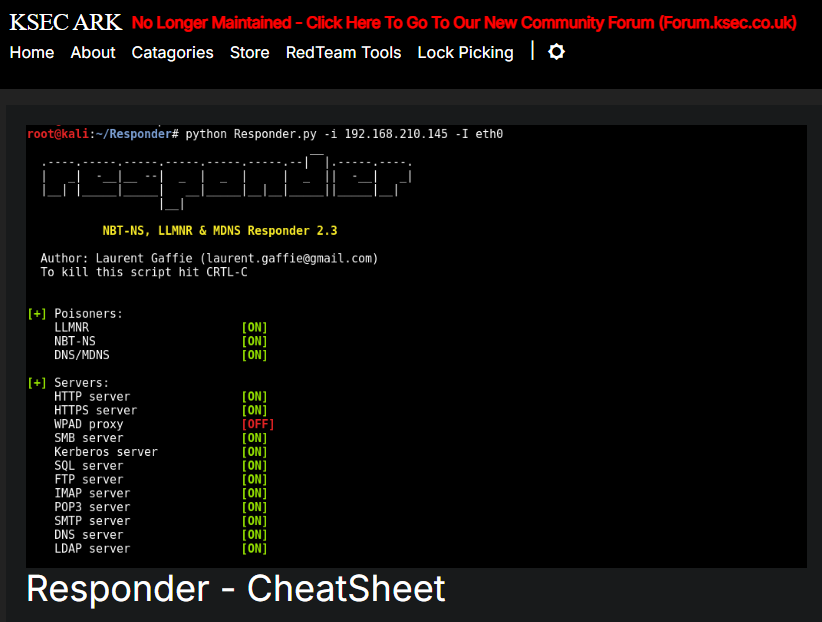 KSEC ARK No Longer Maintained - Click Here To Go To Our New Community Forum (Forum.ksec.co.uk)
Home About Catagories Store RedTeam Tools Lock Picking |
root@kali:~/Responder# python Responder.py -i 192.168.210.145 -I eth0
responder
NBT-NS, LLMNR & MDNS Responder 2.3
Author: Laurent Gaffie (laurent.gaffie@gmail.com)
To kill this script hit CRTL-C
[+] Poisoners:
LLMNR [ON]
NBT-NS [ON]
DNS/MDNS [ON]
[+] Servers:
HTTP server [ON]
HTTPS server [ON]
WPAD proxy [OFF]
SMB server [ON]
Kerberos server [ON]
SQL server [ON]
FTP server [ON]
IMAP server [ON]
POP3 server [ON]
SMTP server [ON]
DNS server [ON]
LDAP server [ON]
Responder - CheatSheet